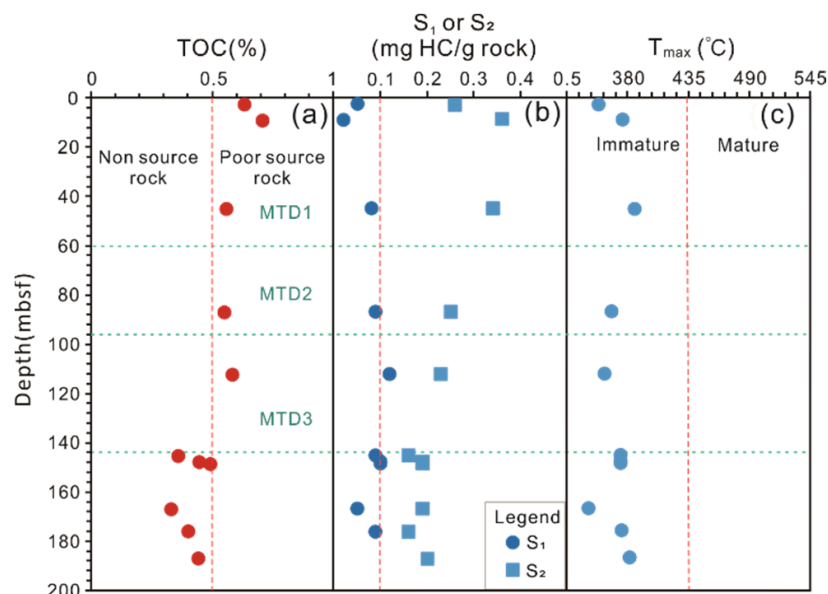 TOC(%)
S₁ or S₂
(mg HC/g rock)
Tmax (℃)
0 0.5 1
0.1 0.2 0.3 0.4 0.5
380 435 490 545
(a)
(b)
(c)
Non source
rock
Poor source
rock
Immature
Mature
MTD1
MTD2
MTD3
Depth(mbsf)
0
20
40
60
80
100
120
140
160
180
200
Legend
S₁
S₂